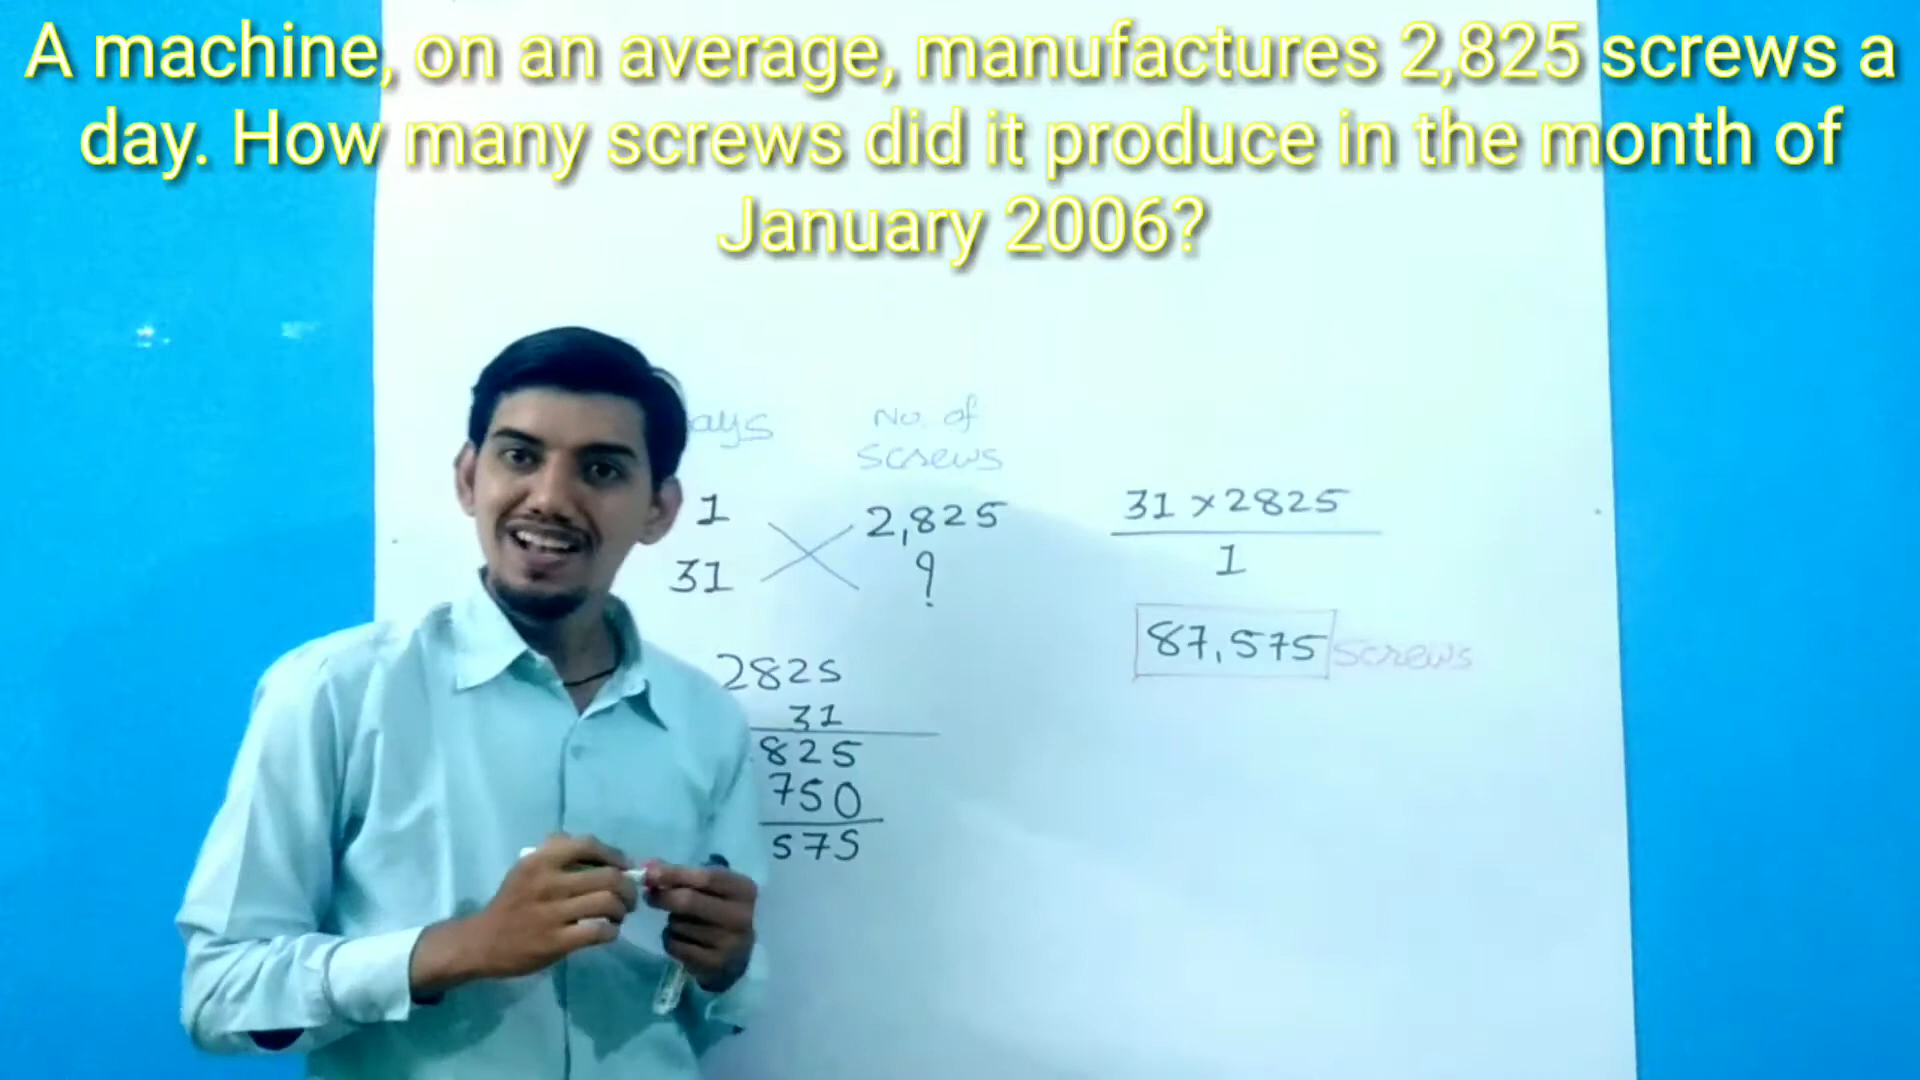 A machine, on an average, manufactures 2,825 screws a
day. How many screws did it produce in the month of
January 2006?
ays No. of
screws
1 2,825
31 ?
31 x 2825
1
87,575 screws
2825
31
825
750
575